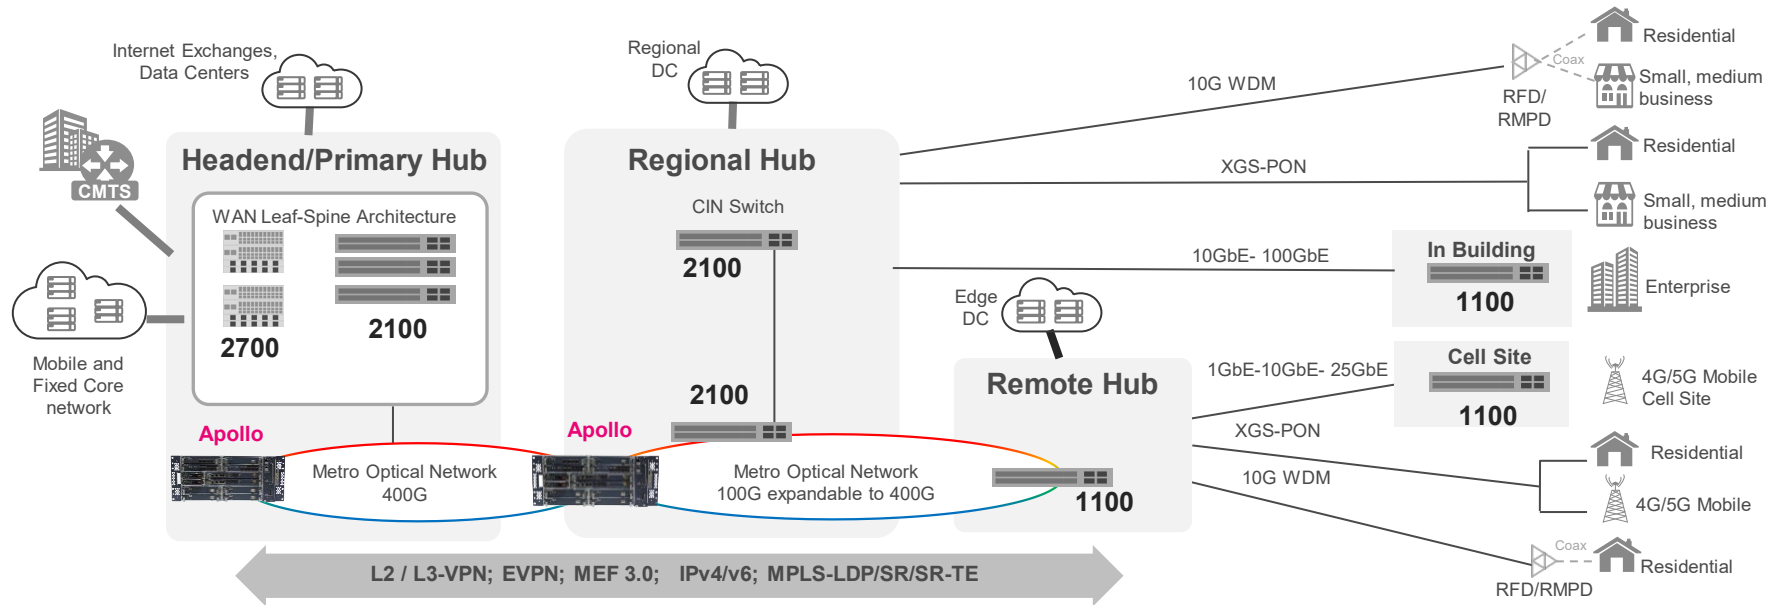 Internet Exchanges,
Data Centers
Regional
DC
CMTS
Mobile and
Fixed Core
network
Headend/Primary Hub
WAN Leaf-Spine Architecture
2700
2100
Apollo
Metro Optical Network
400G
Regional Hub
CIN Switch
2100
2100
Apollo
Metro Optical Network
100G expandable to 400G
Edge
DC
Remote Hub
1100
10G WDM
RFD/
RMPD
Coax
Residential
Small, medium
business
XGS-PON
Residential
Small, medium
business
10GbE- 100GbE
In Building
1100
Enterprise
1GbE-10GbE- 25GbE
Cell Site
1100
4G/5G Mobile
Cell Site
XGS-PON
Residential
4G/5G Mobile
10G WDM
RFD/RMPD
Coax
Residential
L2 / L3-VPN; EVPN; MEF 3.0; IPv4/v6; MPLS-LDP/SR/SR-TE